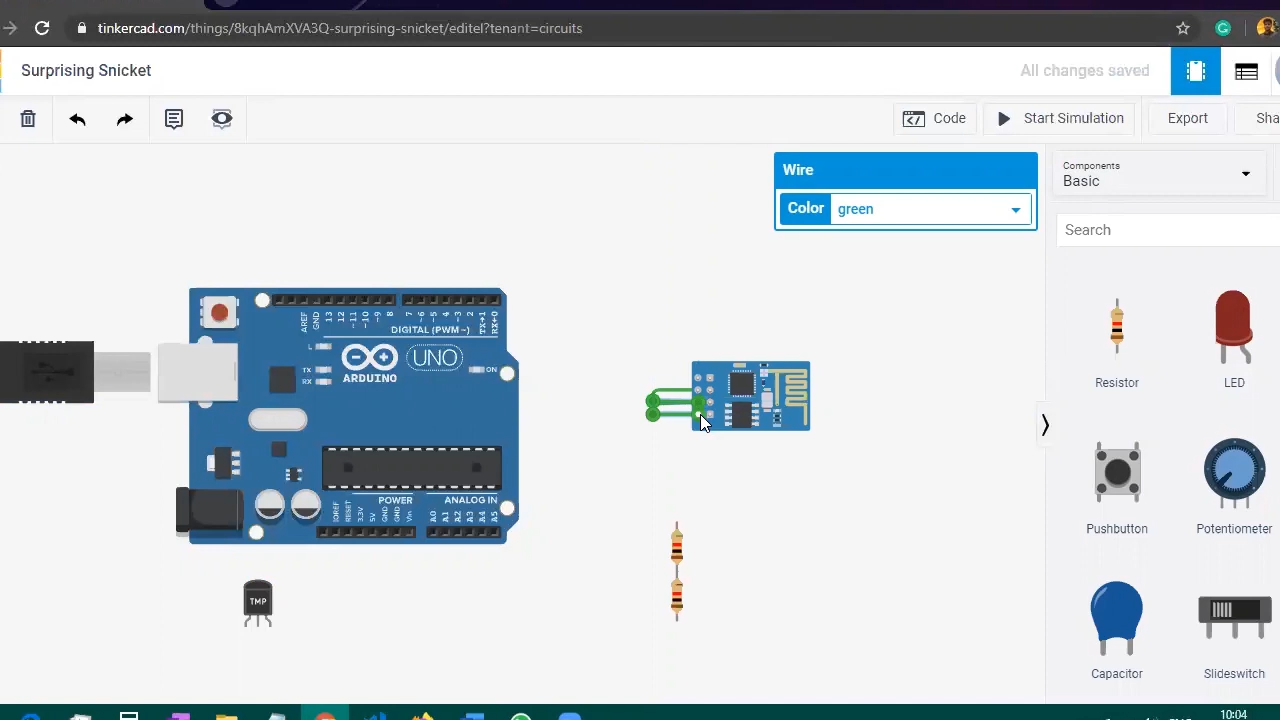 tinkercad.com/things/8kqhAmXVA3Q-surprising-snicket/editel?tenant=circuits
Surprising Snicket
All changes saved
Code
Start Simulation
Export
Sha
Wire
Color
green
Components
Basic
Search
Resistor
LED
Pushbutton
Potentiometer
Capacitor
Slideswitch
AREF
GND
13
12
~11
~10
~9
8
7
~6
~5
4
~3
2
TX→1
RX←0
DIGITAL (PWM ~)
L
TX
RX
ARDUINO
UNO
ON
POWER
ANALOG IN
IOREF
RESET
3.3V
5V
GND
GND
Vin
A0
A1
A2
A3
A4
A5
TMP
10:04